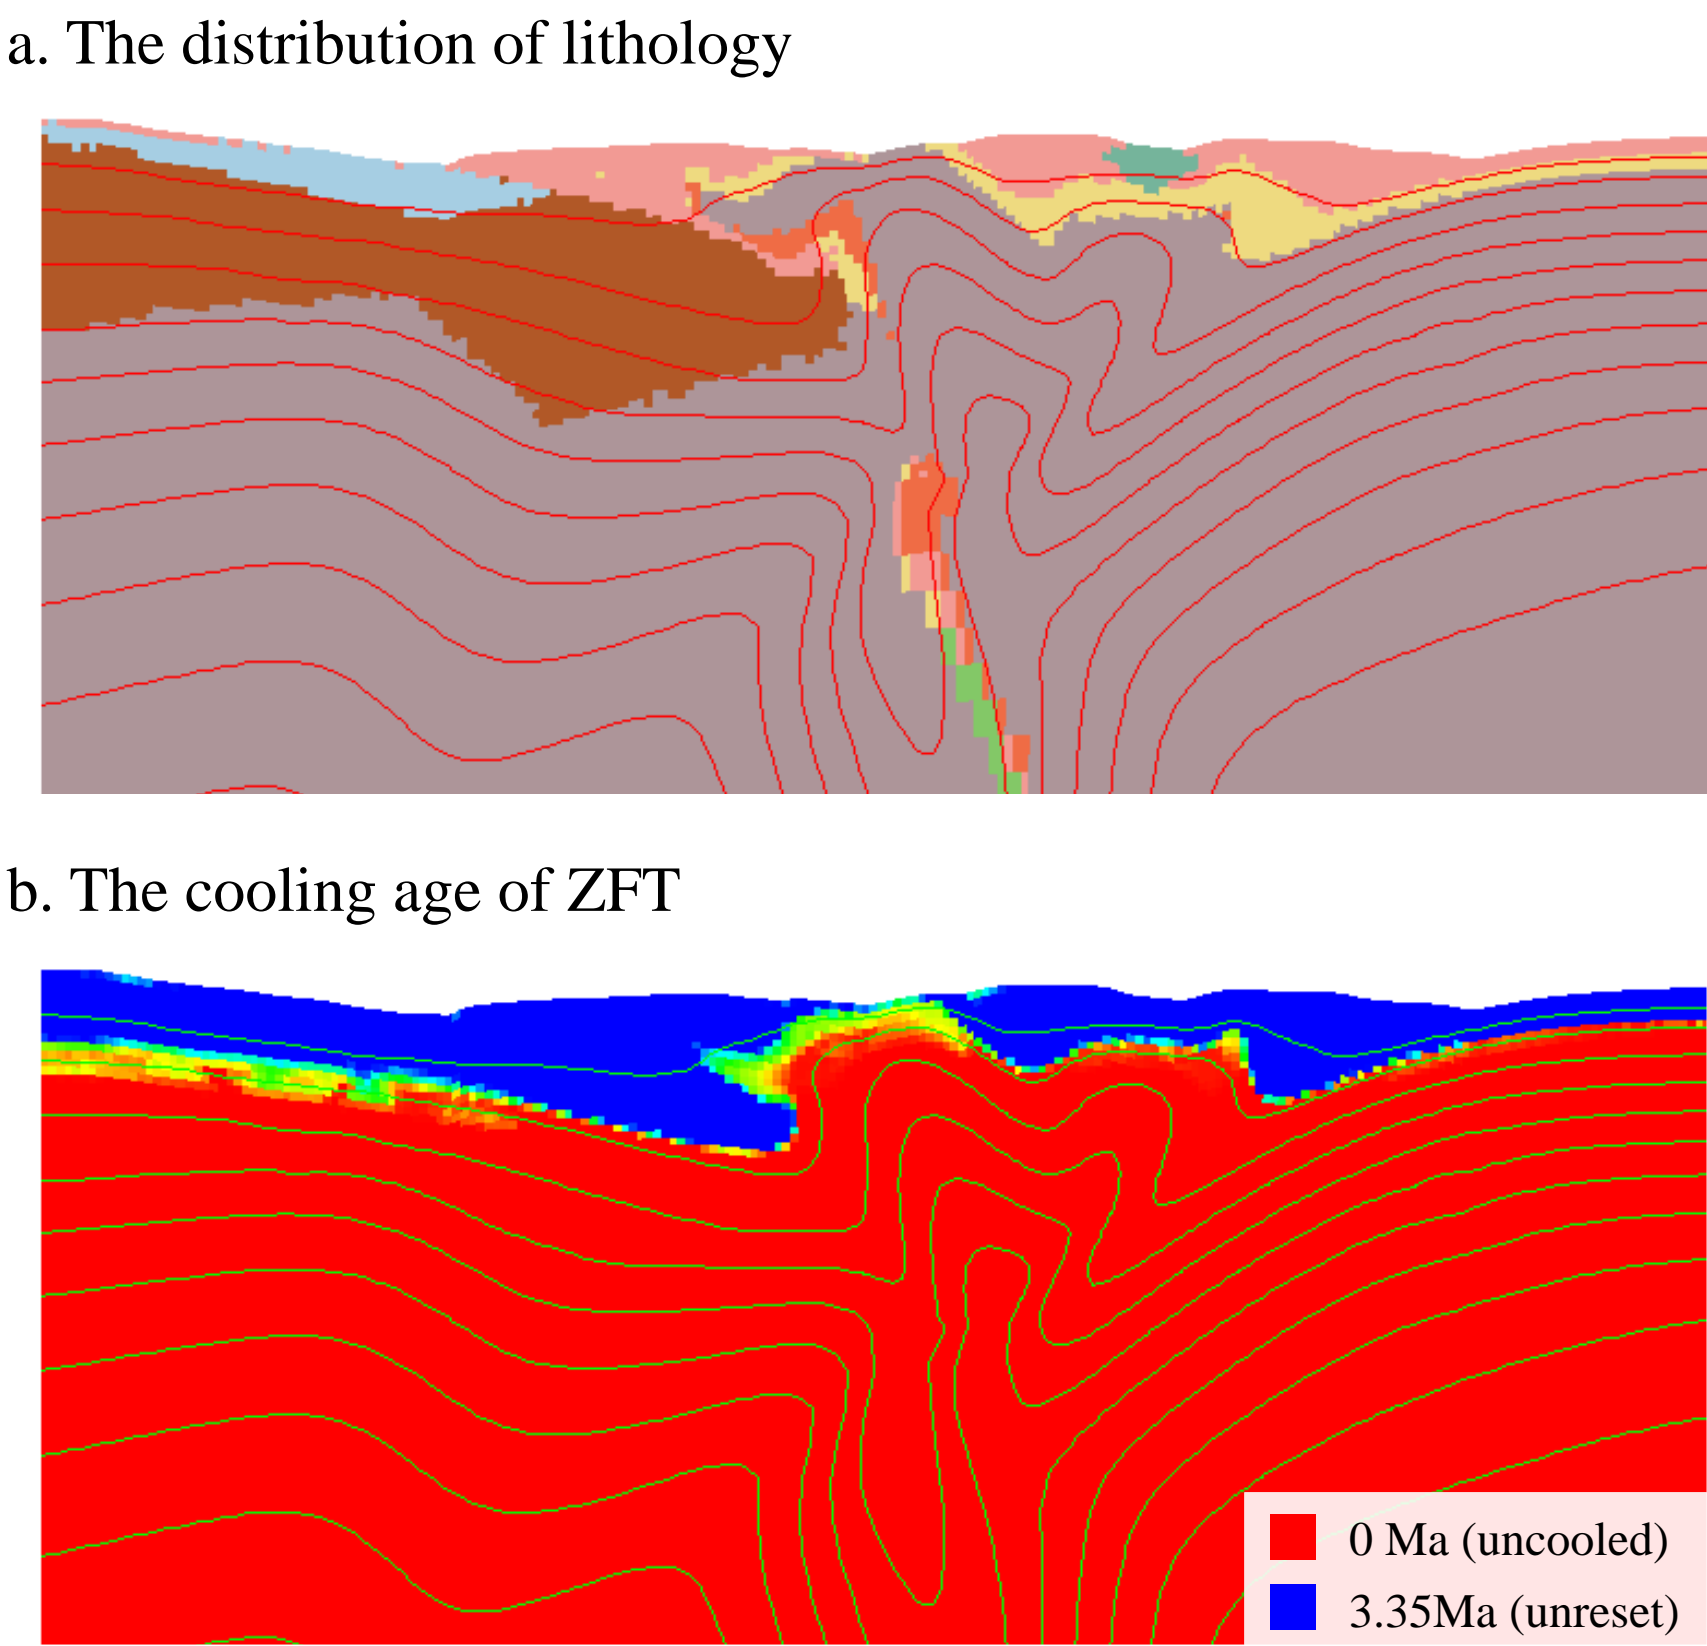 a. The distribution of lithology
b. The cooling age of ZFT
0 Ma (uncooled)
3.35Ma (unreset)